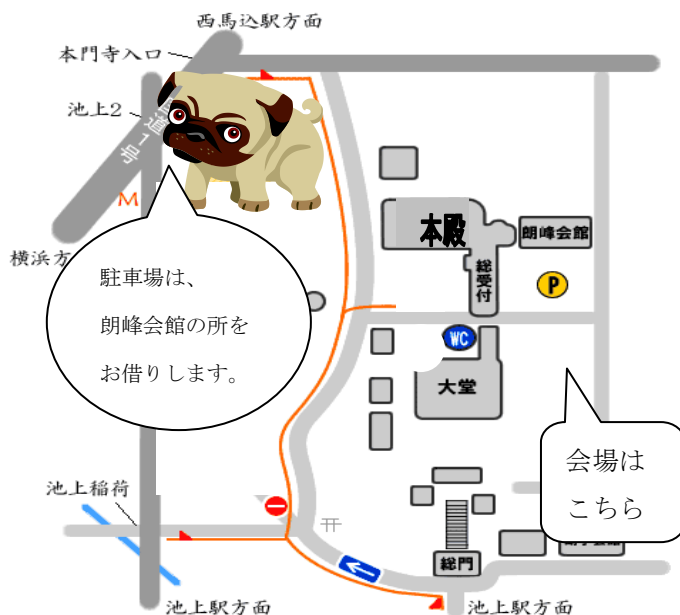 西馬込駅方面
本門寺入口
池上2
道1号
M
横浜方
駐車場は、
朗峰会館の所を
お借りします。
本殿
朗峰会館
総受付
P
WC
大堂
会場は
こちら
池上稲荷
総門
池上駅方面
池上駅方面